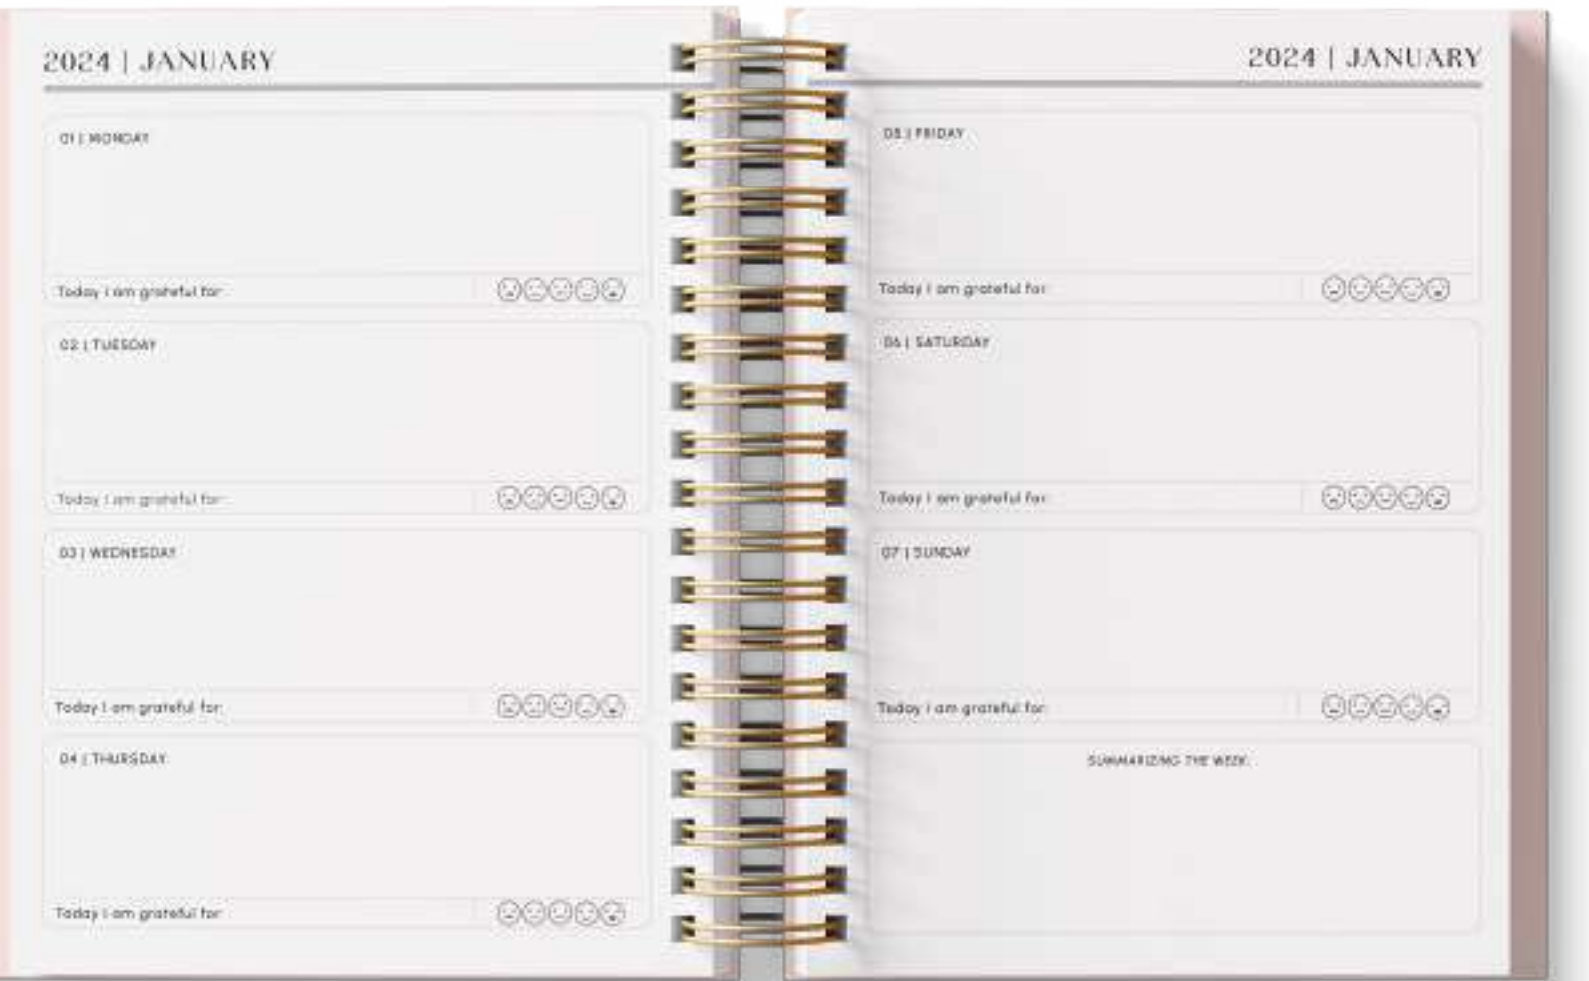 2024 | JANUARY
01 | MONDAY
Today I am grateful for:
02 | TUESDAY
Today I am grateful for:
03 | WEDNESDAY
Today I am grateful for:
04 | THURSDAY
Today I am grateful for:
2024 | JANUARY
05 | FRIDAY
Today I am grateful for:
06 | SATURDAY
Today I am grateful for:
07 | SUNDAY
Today I am grateful for:
SUMMARIZING THE WEEK: